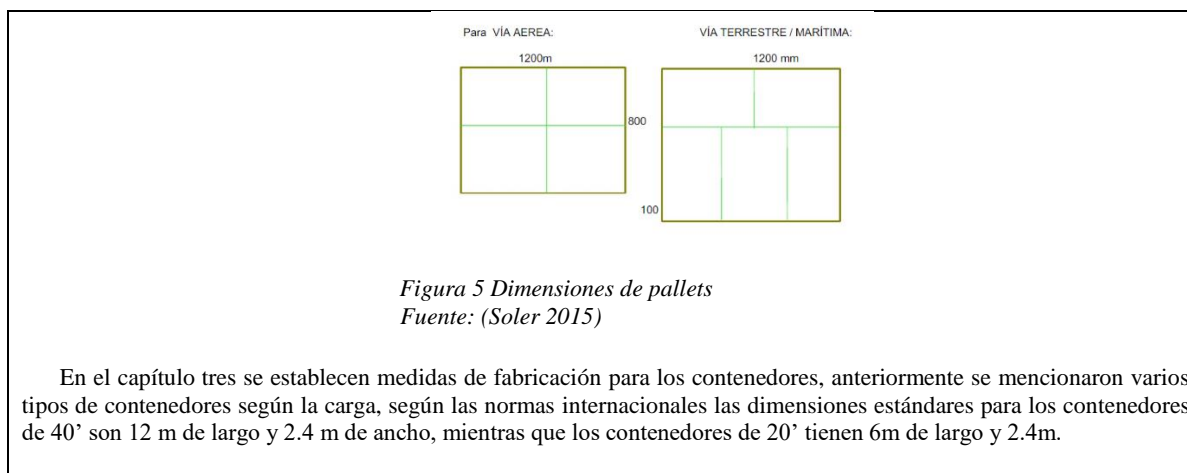 Para VÍA AEREA:
VÍA TERRESTRE / MARÍTIMA:
1200m
1200 mm
800
100
Figura 5 Dimensiones de pallets
Fuente: (Soler 2015)
En el capítulo tres se establecen medidas de fabricación para los contenedores, anteriormente se mencionaron varios
tipos de contenedores según la carga, según las normas internacionales las dimensiones estándares para los contenedores
de 40’ son 12 m de largo y 2.4 m de ancho, mientras que los contenedores de 20’ tienen 6m de largo y 2.4m.